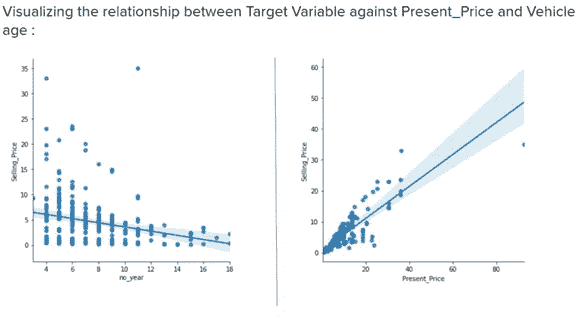 Visualizing the relationship between Target Variable against Present_Price and Vehicle
age :
35
30
25
20
15
10
5
0
Selling_Price
4 6 8 10 12 14 16 18
no_year
60
50
40
30
20
10
0
Selling_Price
20 40 60 80
Present_Price